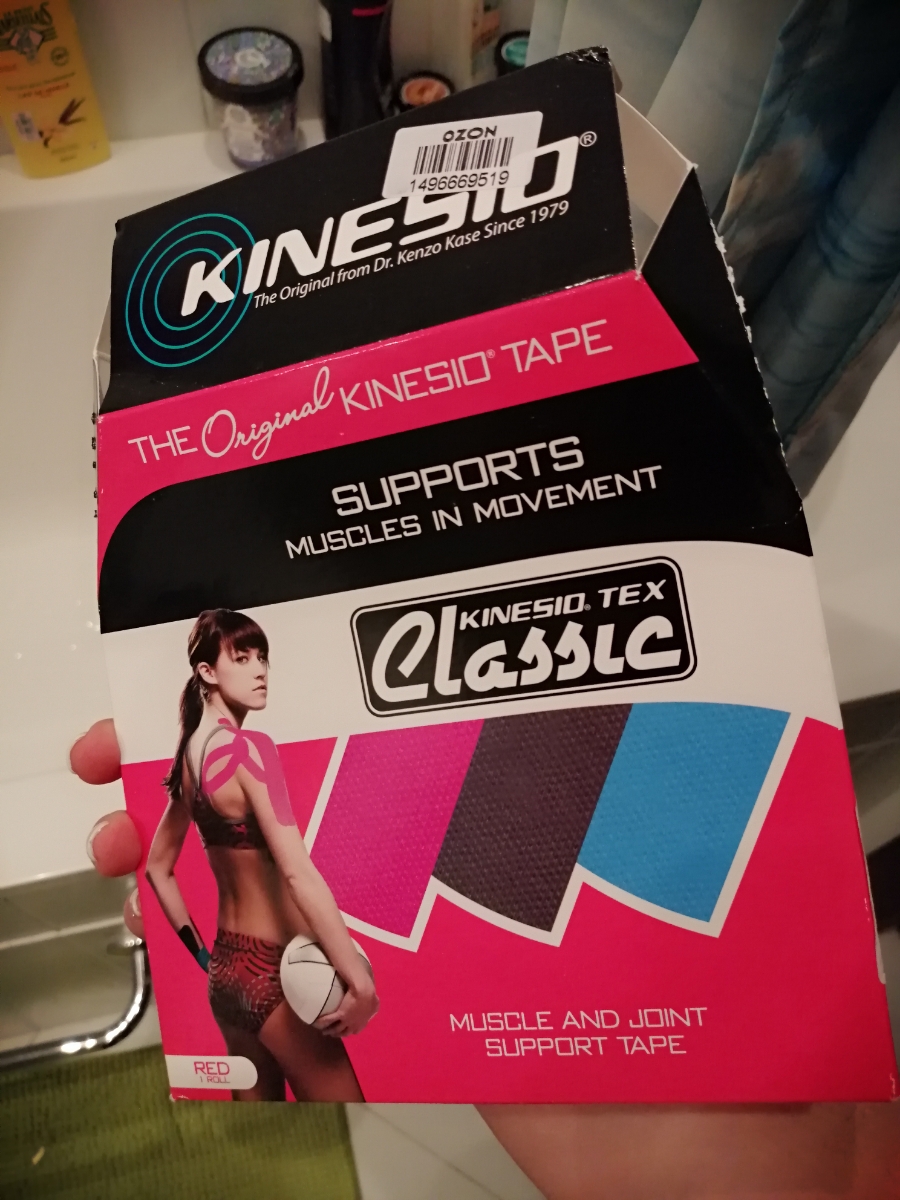 OZON
1496669519
KINESIO®
The Original from Dr. Kenzo Kase Since 1979
THE Original KINESIO® TAPE
SUPPORTS
MUSCLES IN MOVEMENT
KINESIO® TEX
Classic
MUSCLE AND JOINT
SUPPORT TAPE
RED
1 ROLL